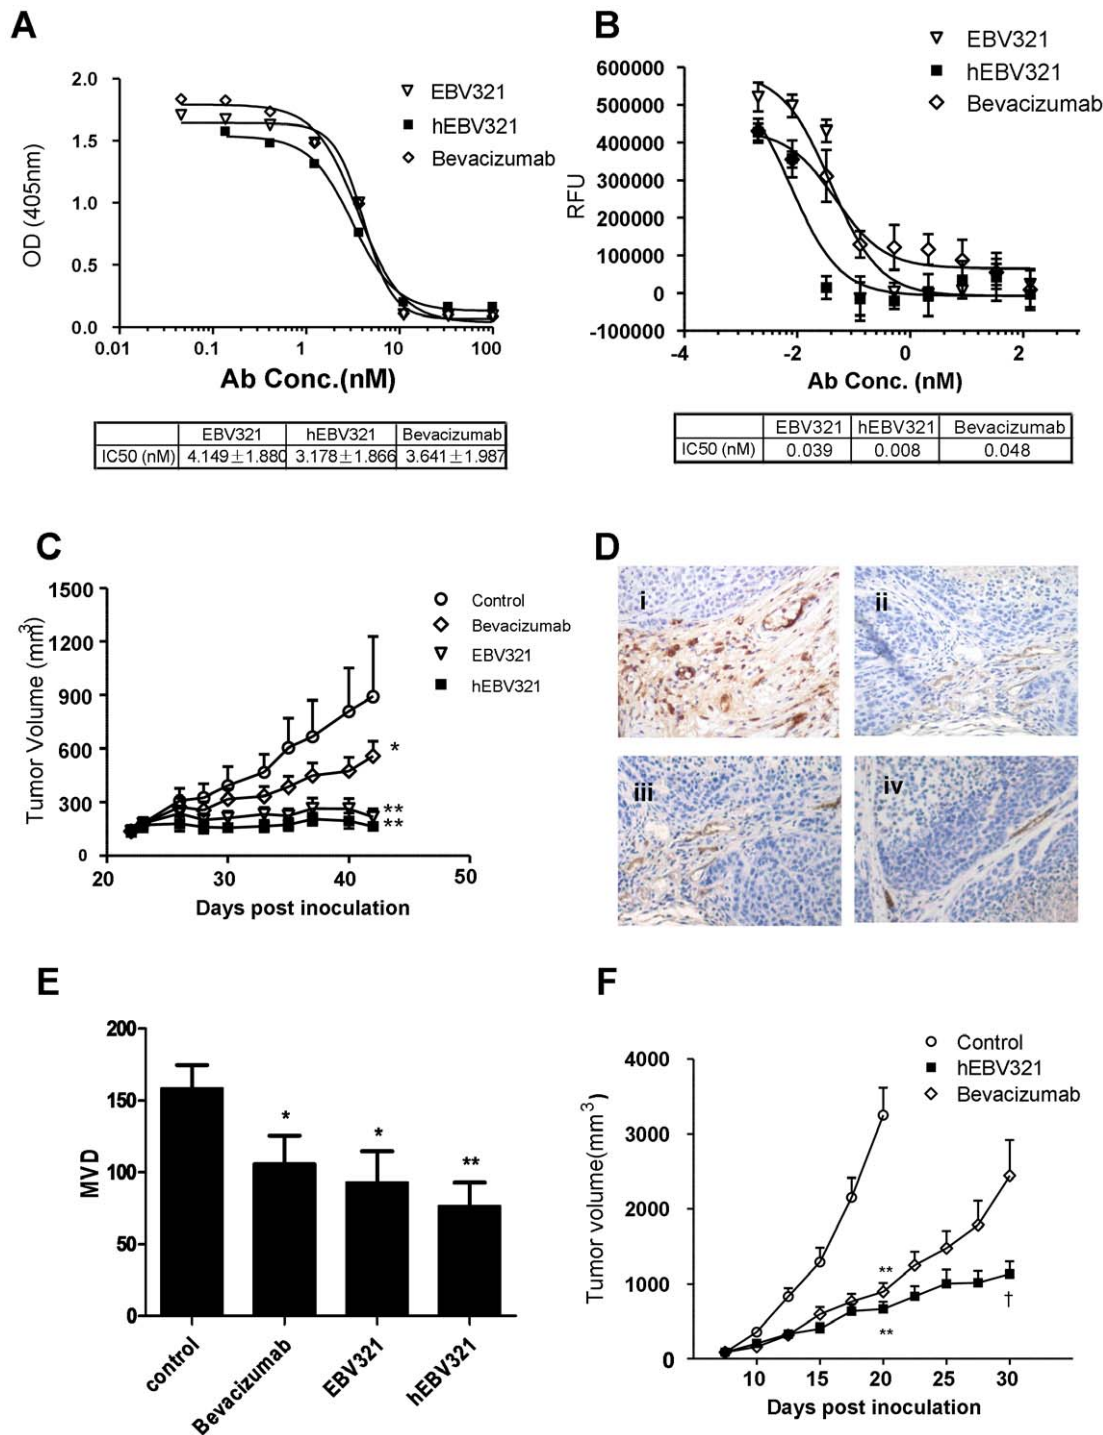 A
EBV321
hEBV321
Bevacizumab
2.0
1.5
1.0
0.5
0.0
OD (405nm)
0.01 0.1 1 10 100
Ab Conc.(nM)
EBV321 hEBV321 Bevacizumab
IC50 (nM) 4.149±1.880 3.178±1.866 3.641±1.987
B
EBV321
hEBV321
Bevacizumab
600000
500000
400000
300000
200000
100000
0
-100000
RFU
-4 -2 0 2
Ab Conc. (nM)
EBV321 hEBV321 Bevacizumab
IC50 (nM) 0.039 0.008 0.048
C
1500
1200
900
600
300
0
Tumor Volume (mm3)
Control
Bevacizumab
EBV321
hEBV321
*
**
**
20 30 40 50
Days post inoculation
D
i
ii
iii
iv
E
200
150
100
50
0
MVD
* * **
control Bevacizumab EBV321 hEBV321
F
Control
hEBV321
Bevacizumab
4000
3000
2000
1000
0
Tumor volume(mm3)
**
**
†
10 15 20 25 30
Days post inoculation